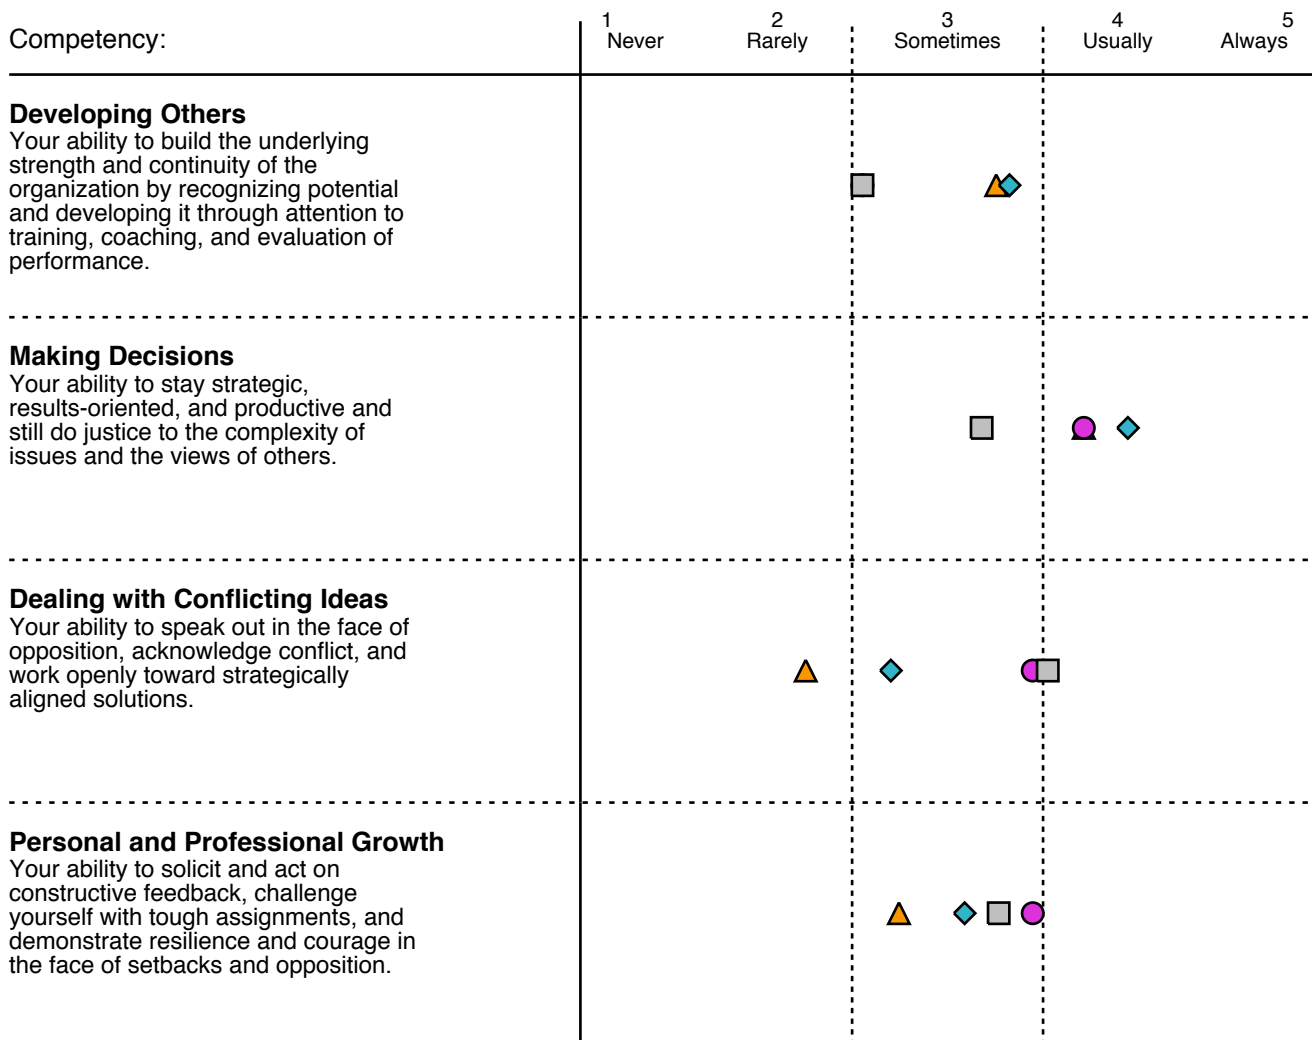 1 2 3 4 5
Competency: Never Rarely Sometimes Usually Always
Developing Others
Your ability to build the underlying
strength and continuity of the
organization by recognizing potential
and developing it through attention to
training, coaching, and evaluation of
performance.
Making Decisions
Your ability to stay strategic,
results-oriented, and productive and
still do justice to the complexity of
issues and the views of others.
Dealing with Conflicting Ideas
Your ability to speak out in the face of
opposition, acknowledge conflict, and
work openly toward strategically
aligned solutions.
Personal and Professional Growth
Your ability to solicit and act on
constructive feedback, challenge
yourself with tough assignments, and
demonstrate resilience and courage in
the face of setbacks and opposition.